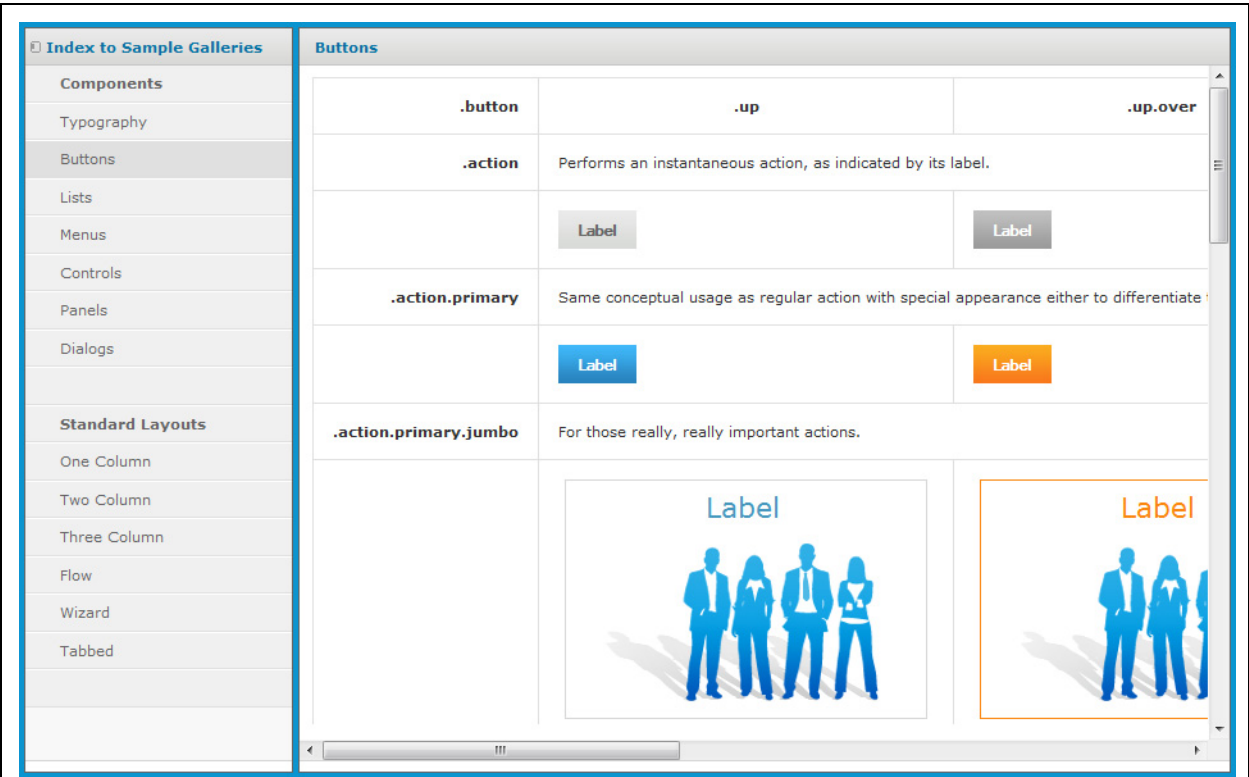 Index to Sample Galleries
Components
Typography
Buttons
Lists
Menus
Controls
Panels
Dialogs
Standard Layouts
One Column
Two Column
Three Column
Flow
Wizard
Tabbed
Buttons
.button .up .up.over
.action Performs an instantaneous action, as indicated by its label.
Label Label
.action.primary Same conceptual usage as regular action with special appearance either to differentiate
Label Label
.action.primary.jumbo For those really, really important actions.
Label Label